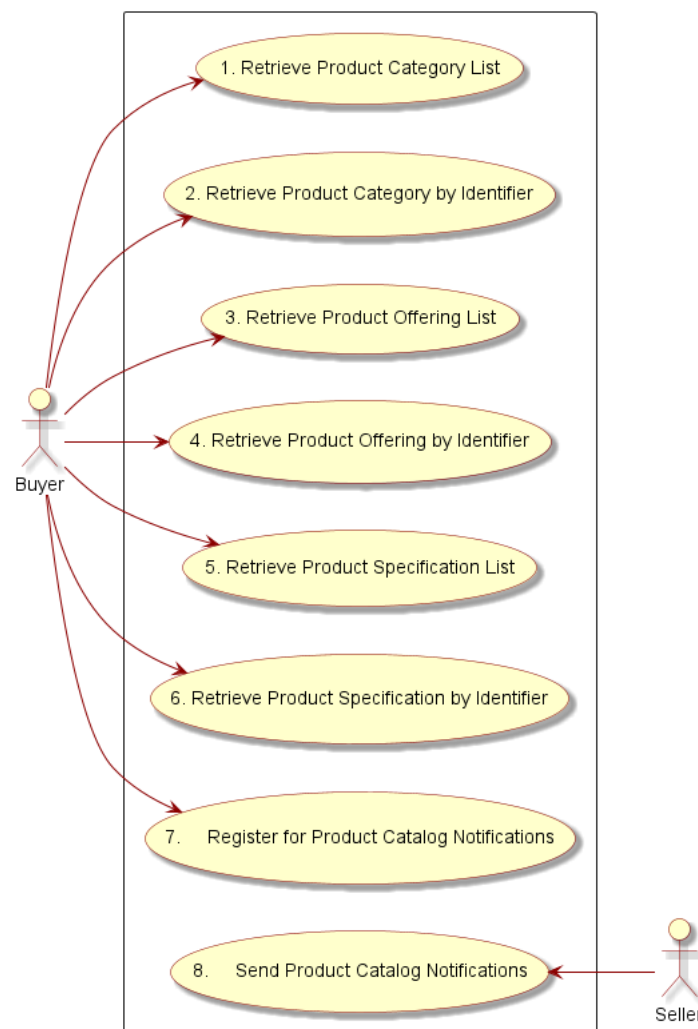 1. Retrieve Product Category List
2. Retrieve Product Category by Identifier
3. Retrieve Product Offering List
4. Retrieve Product Offering by Identifier
Buyer
5. Retrieve Product Specification List
6. Retrieve Product Specification by Identifier
7. Register for Product Catalog Notifications
8. Send Product Catalog Notifications
Seller